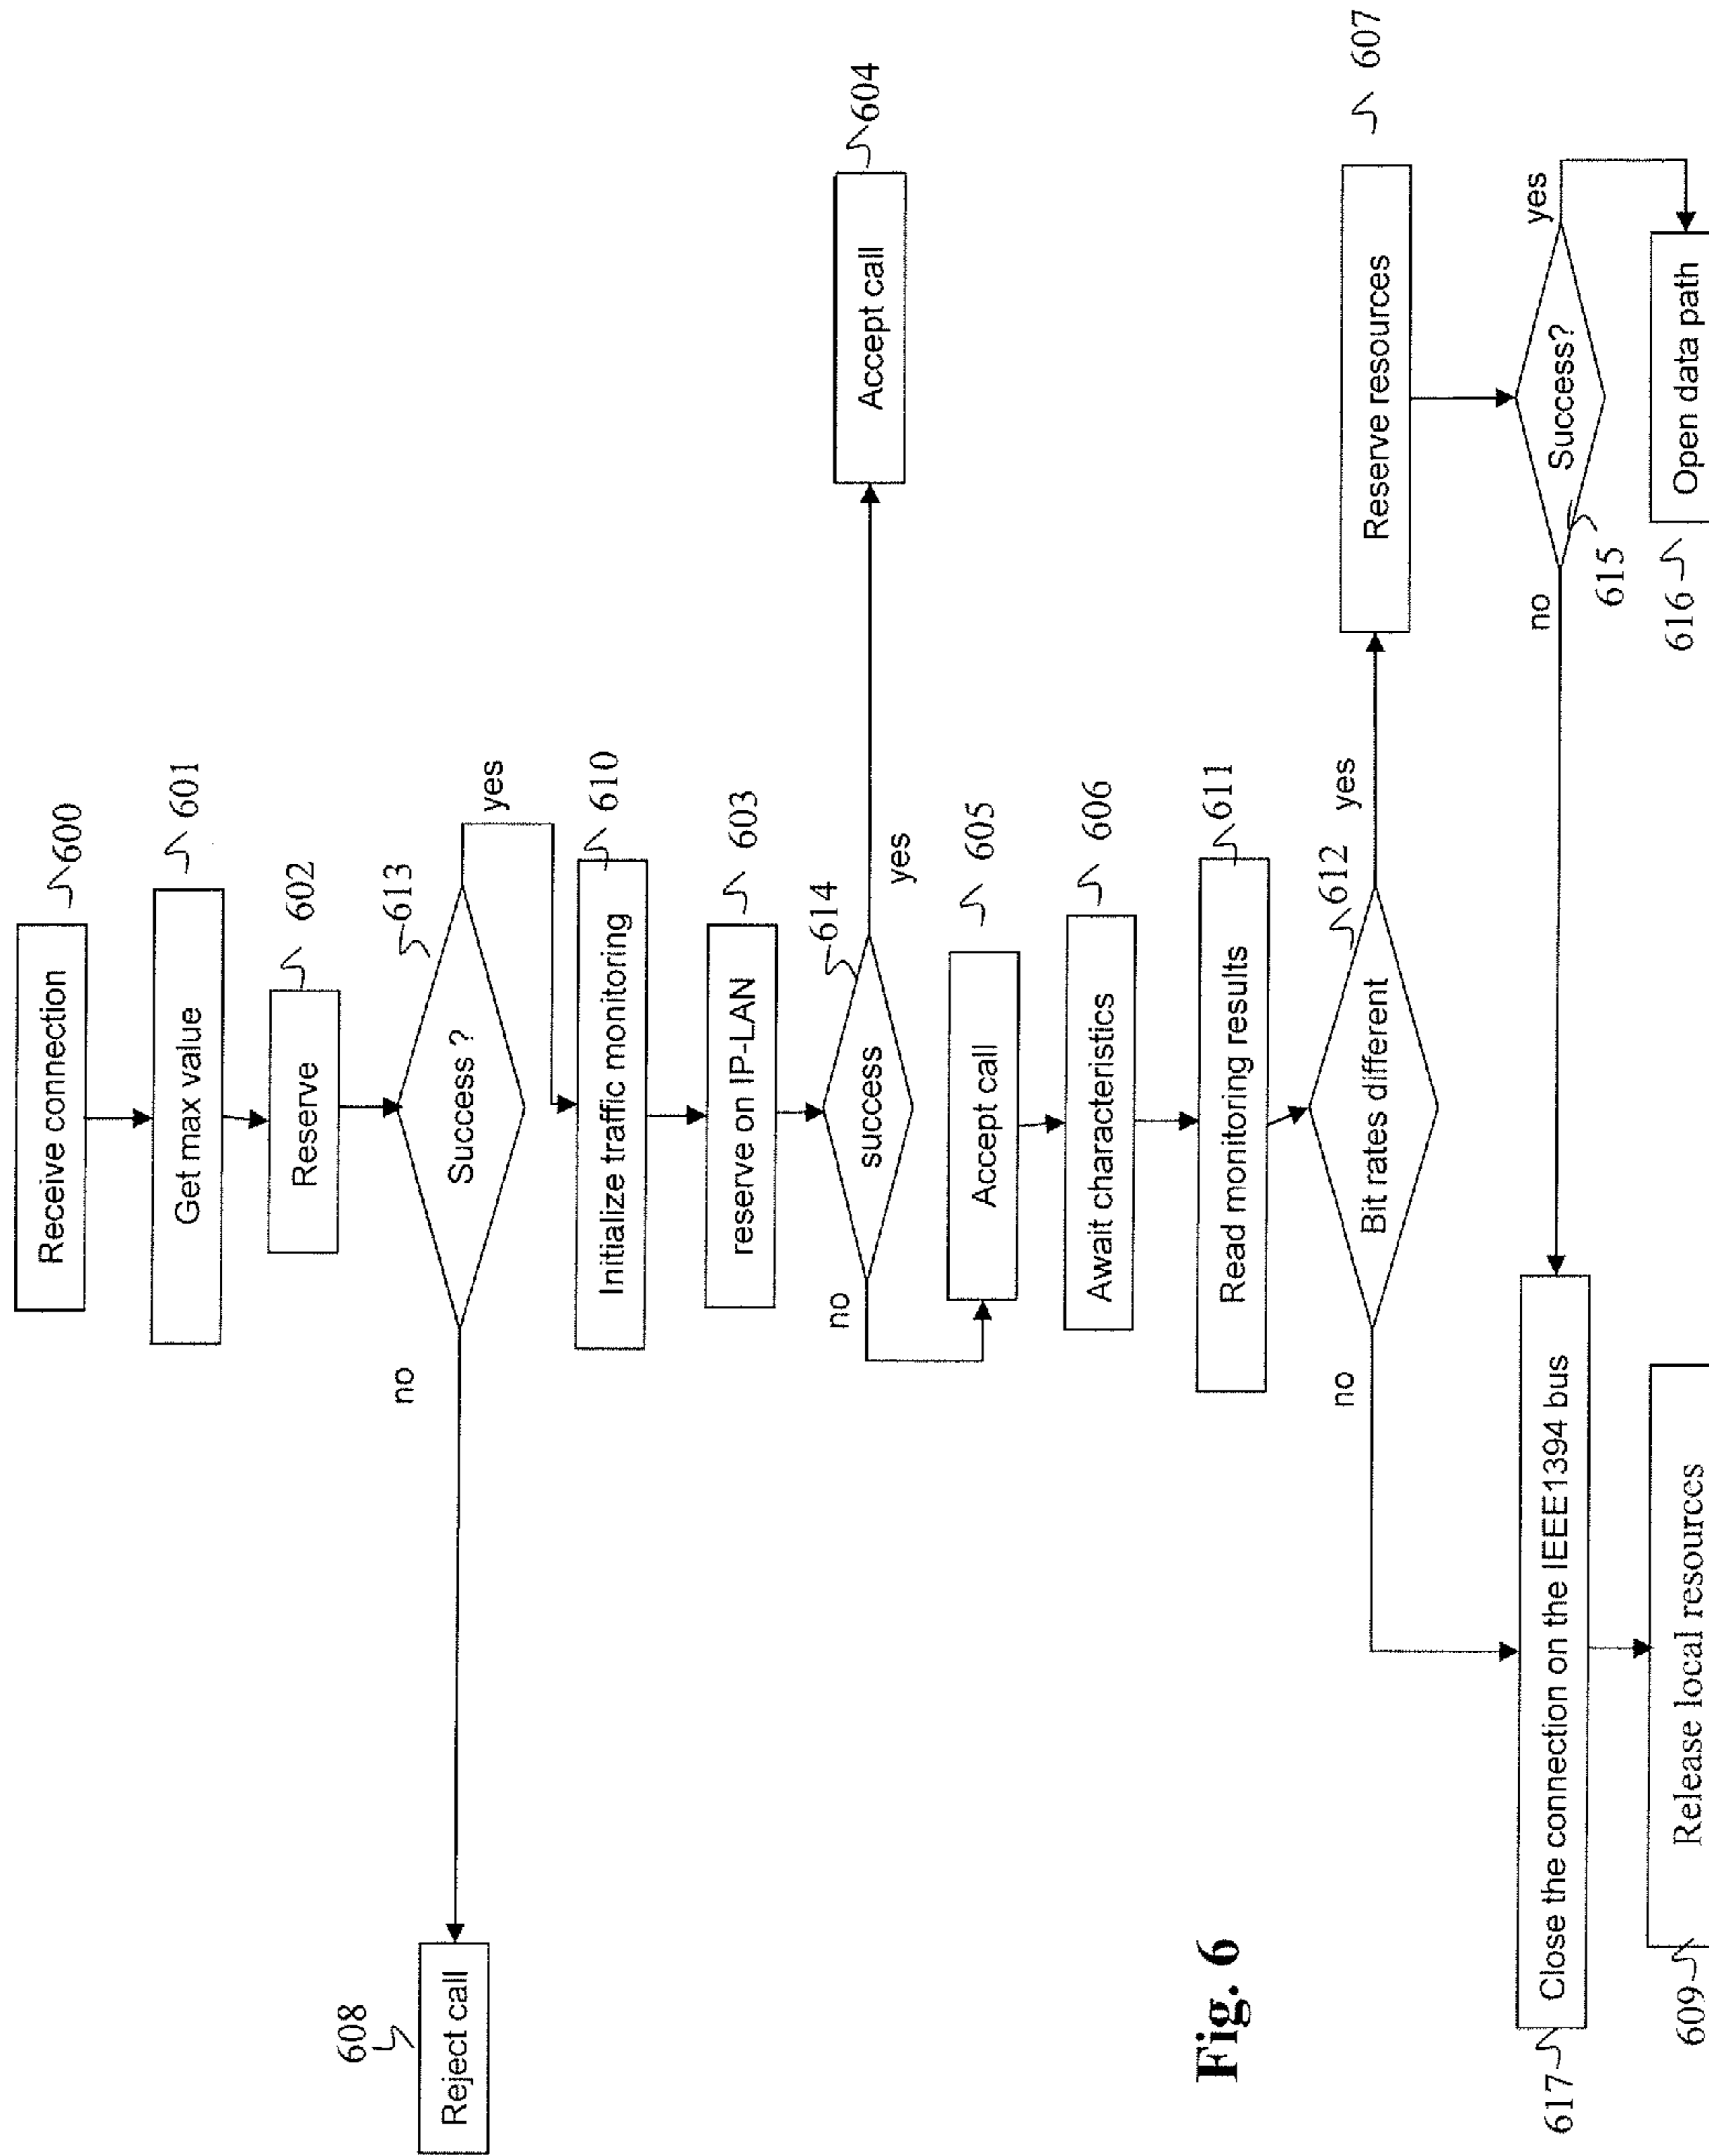 Receive connection
600
Get max value
601
Reserve
602
Success ?
613
no
yes
608
Reject call
Initialize traffic monitoring
610
reserve on IP-LAN
603
success
614
no
yes
Accept call
604
Accept call
605
Await characteristics
606
Read monitoring results
611
Bit rates different
612
no
yes
Reserve resources
607
Success?
615
no
yes
616
Open data path
617
Close the connection on the IEEE1394 bus
609
Release local resources
Fig. 6